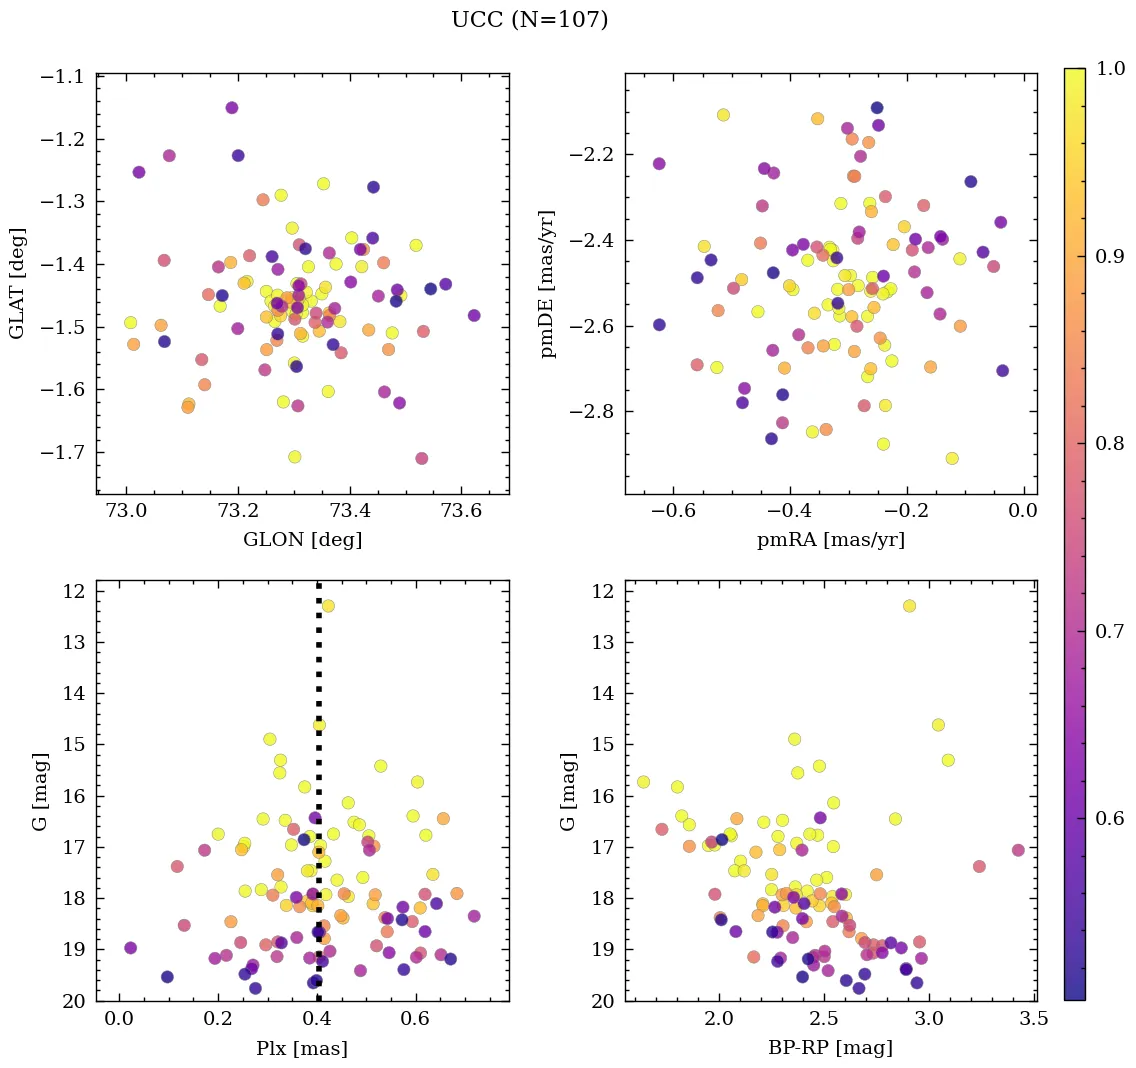 UCC (N=107)
−1.1
−1.2
−1.3
−1.4
−1.5
−1.6
−1.7
GLAT [deg]
73.0 73.2 73.4 73.6
GLON [deg]
−2.2
−2.4
−2.6
−2.8
pmDE [mas/yr]
−0.6 −0.4 −0.2 0.0
pmRA [mas/yr]
1.0
0.9
0.8
0.7
0.6
12
13
14
15
16
17
18
19
20
G [mag]
0.0 0.2 0.4 0.6
Plx [mas]
12
13
14
15
16
17
18
19
20
G [mag]
2.0 2.5 3.0 3.5
BP-RP [mag]